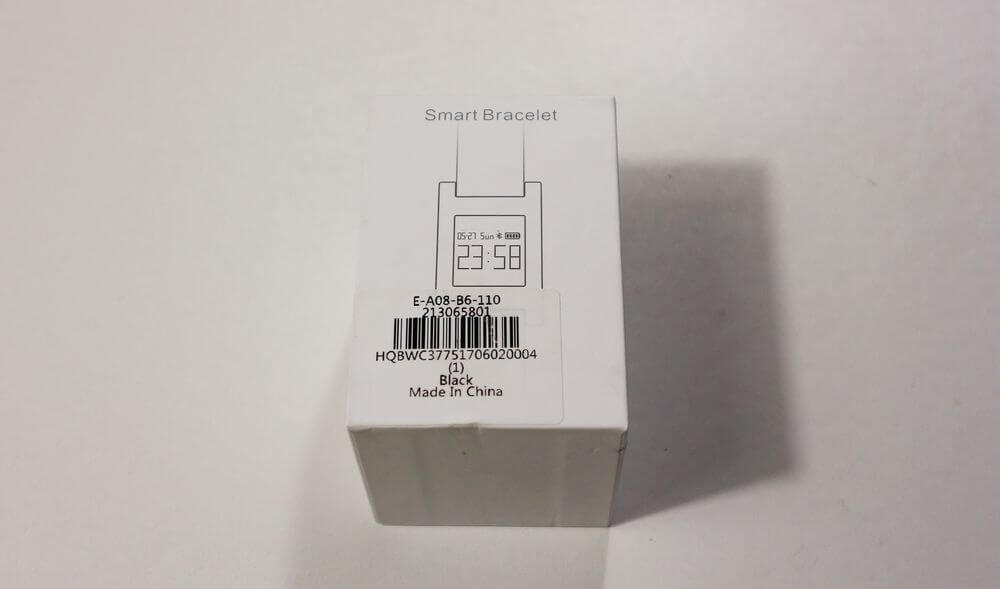 Smart Bracelet
05-27 Sun
23:58
E-A08-B6-110
213065801
HQBWC37751706020004
(1)
Black
Made In China